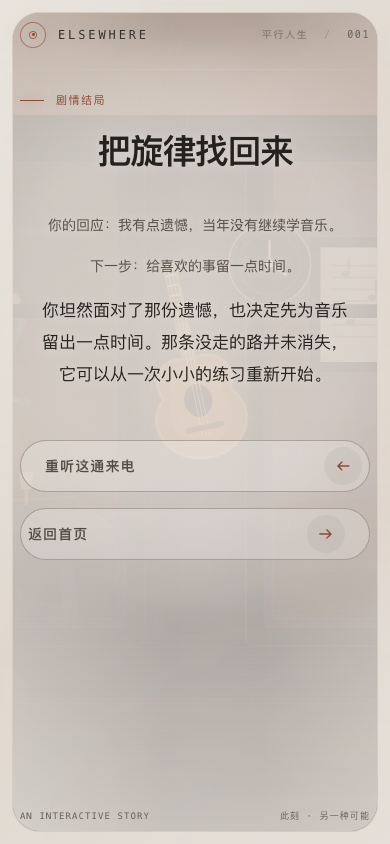 ELSEWHERE
平行人生 / 001
剧情结局
把旋律找回来
你的回应：我有点遗憾，当年没有继续学音乐。
下一步：给喜欢的事留一点时间。
你坦然面对了那份遗憾，也决定先为音乐
留出一点时间。那条没走的路并未消失，
它可以从一次小小的练习重新开始。
重听这通来电 ←
返回首页 →
AN INTERACTIVE STORY
此刻 · 另一种可能